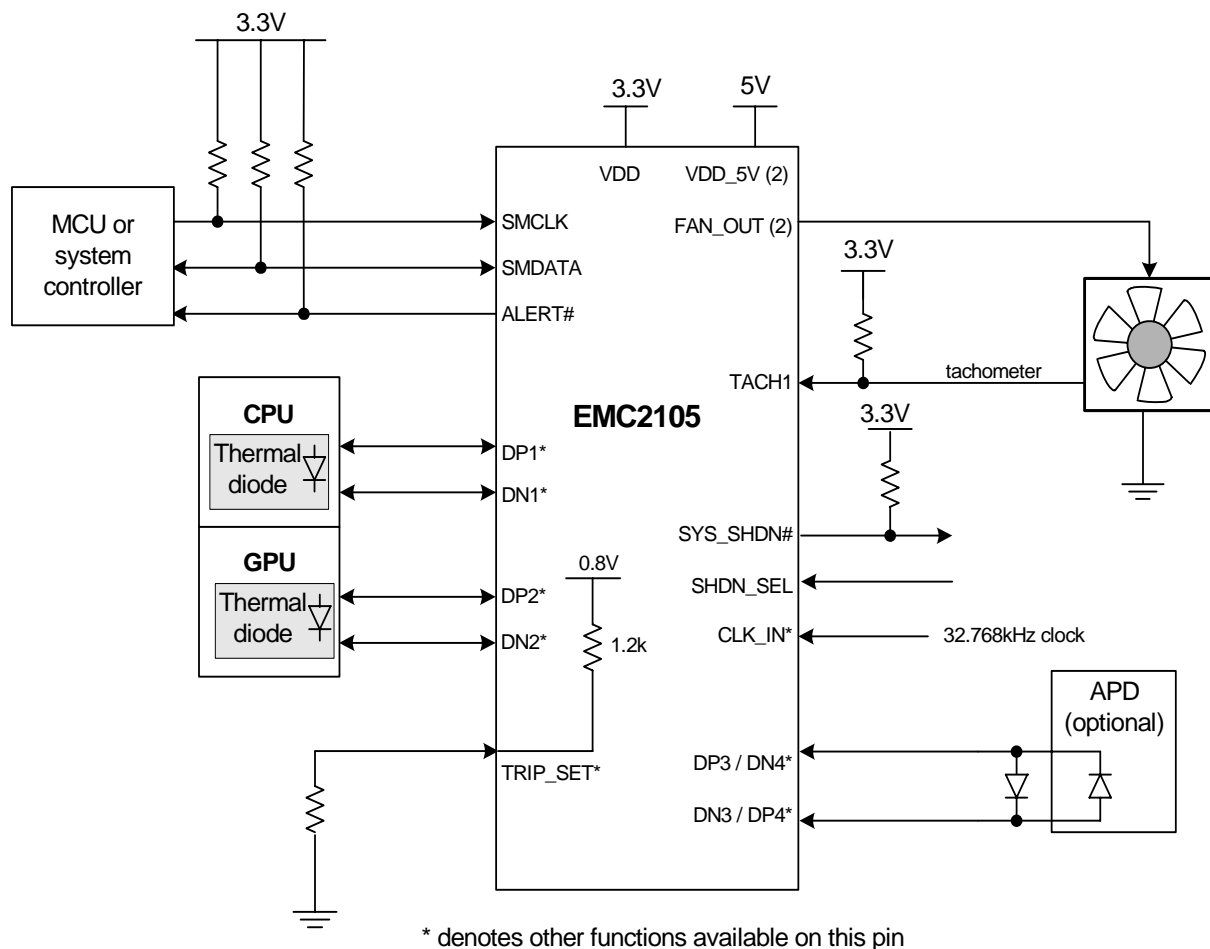 3.3V
3.3V
5V
VDD
VDD_5V (2)
MCU or
system
controller
SMCLK
SMDATA
ALERT#
FAN_OUT (2)
3.3V
TACH1
tachometer
EMC2105
3.3V
CPU
Thermal
diode
DP1*
DN1*
SYS_SHDN#
GPU
Thermal
diode
DP2*
DN2*
0.8V
1.2k
SHDN_SEL
CLK_IN*
32.768kHz clock
APD
(optional)
TRIP_SET*
DP3 / DN4*
DN3 / DP4*
* denotes other functions available on this pin